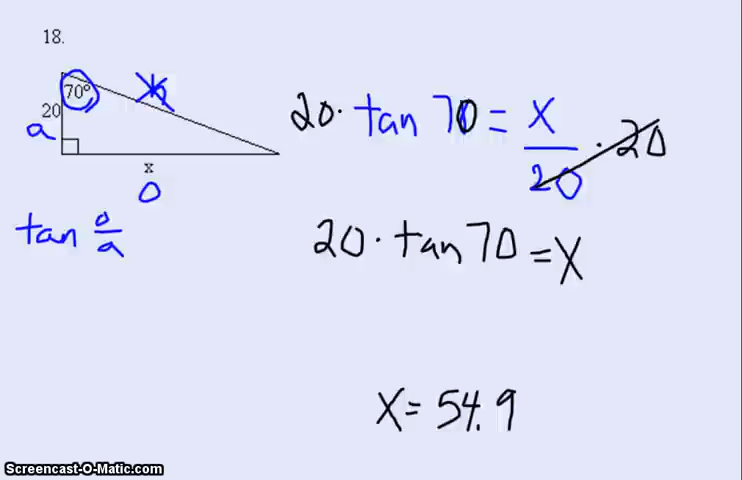 18.
70°
20
a
x
o
h
tan o/a
20· tan 70 = x/20 · 20
20 · tan 70 = x
x = 54.9
Screencast-O-Matic.com